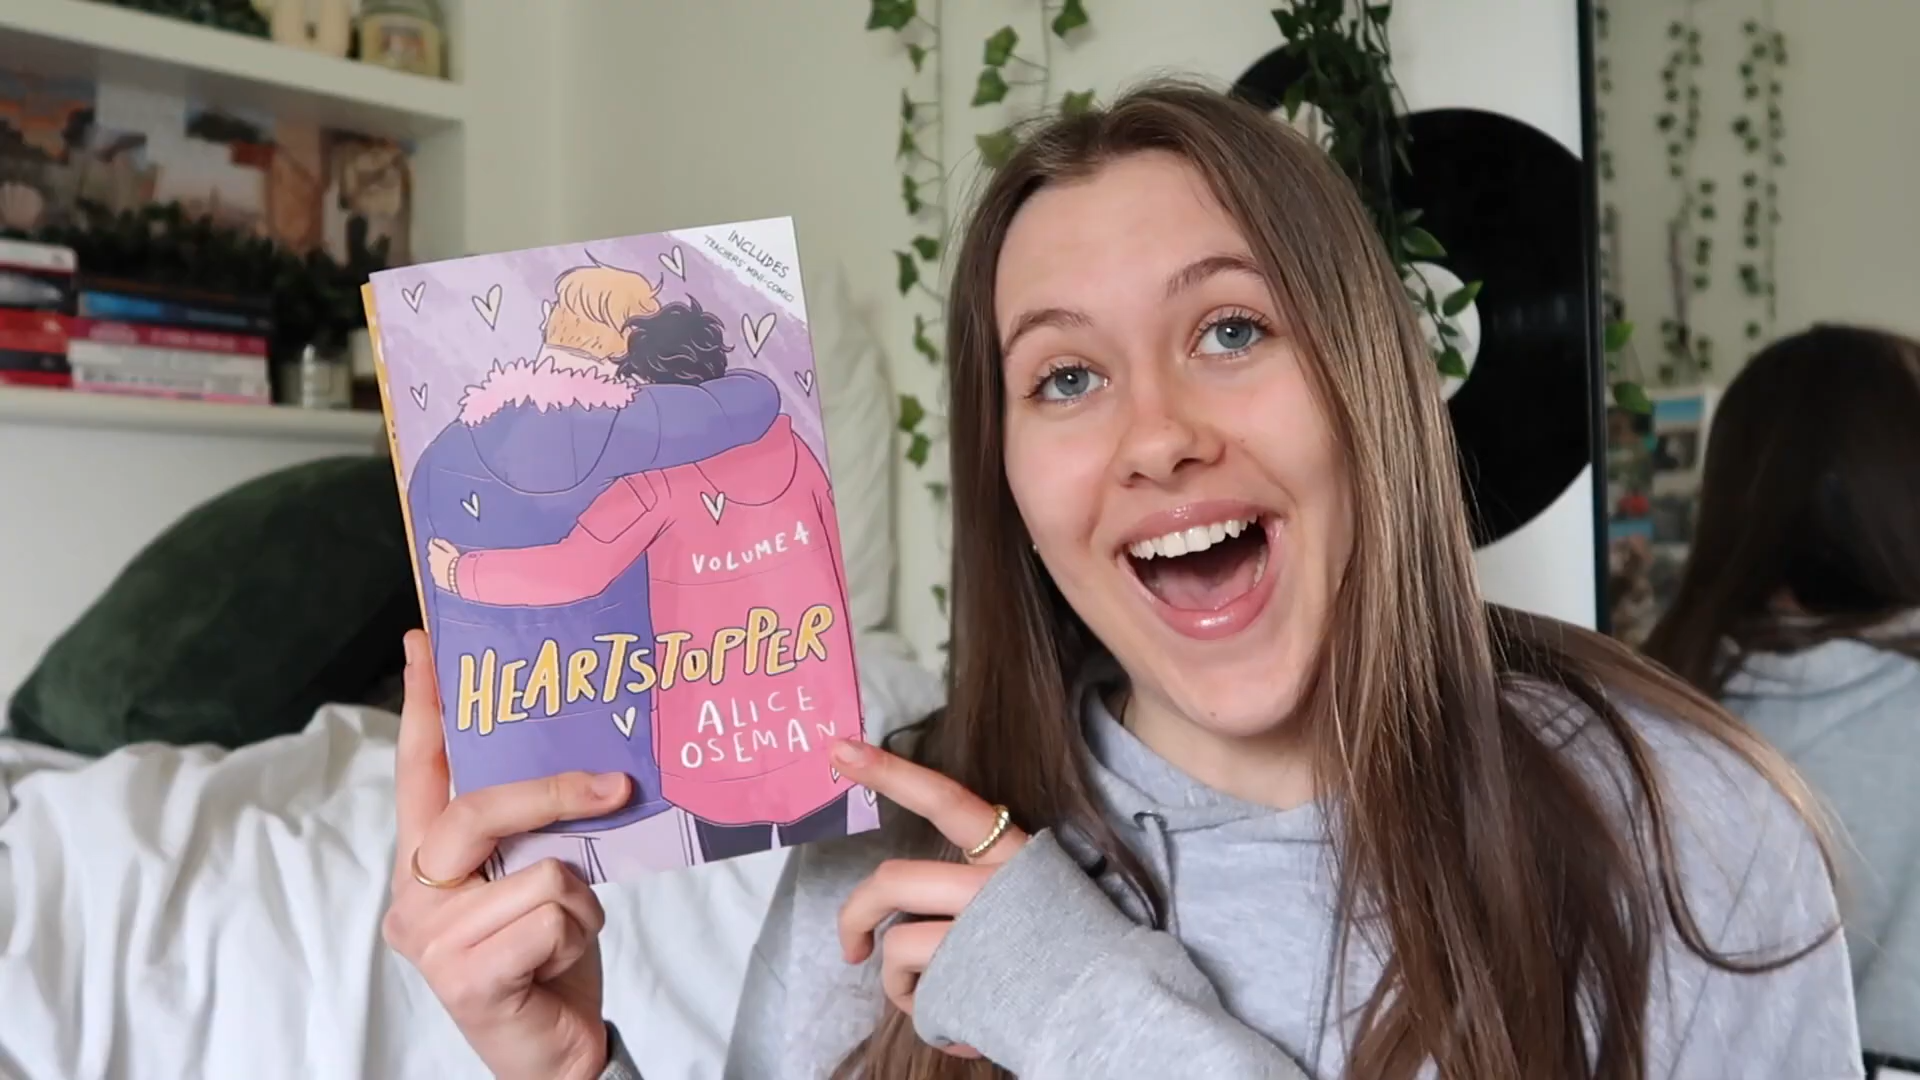 INCLUDES
TEACHERS' MINI-COMIC!
VOLUME 4
HEARTSTOPPER
ALICE
OSEMAN